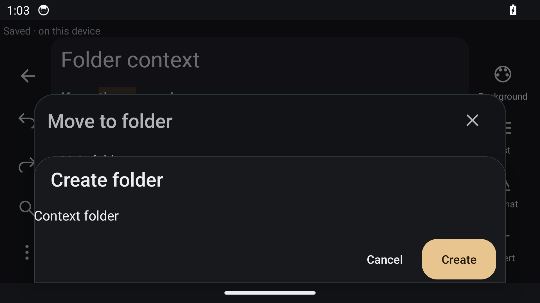 1:03
Saved · on this device
Folder context
Background
Move to folder
Create folder
Context folder
Cancel
Create